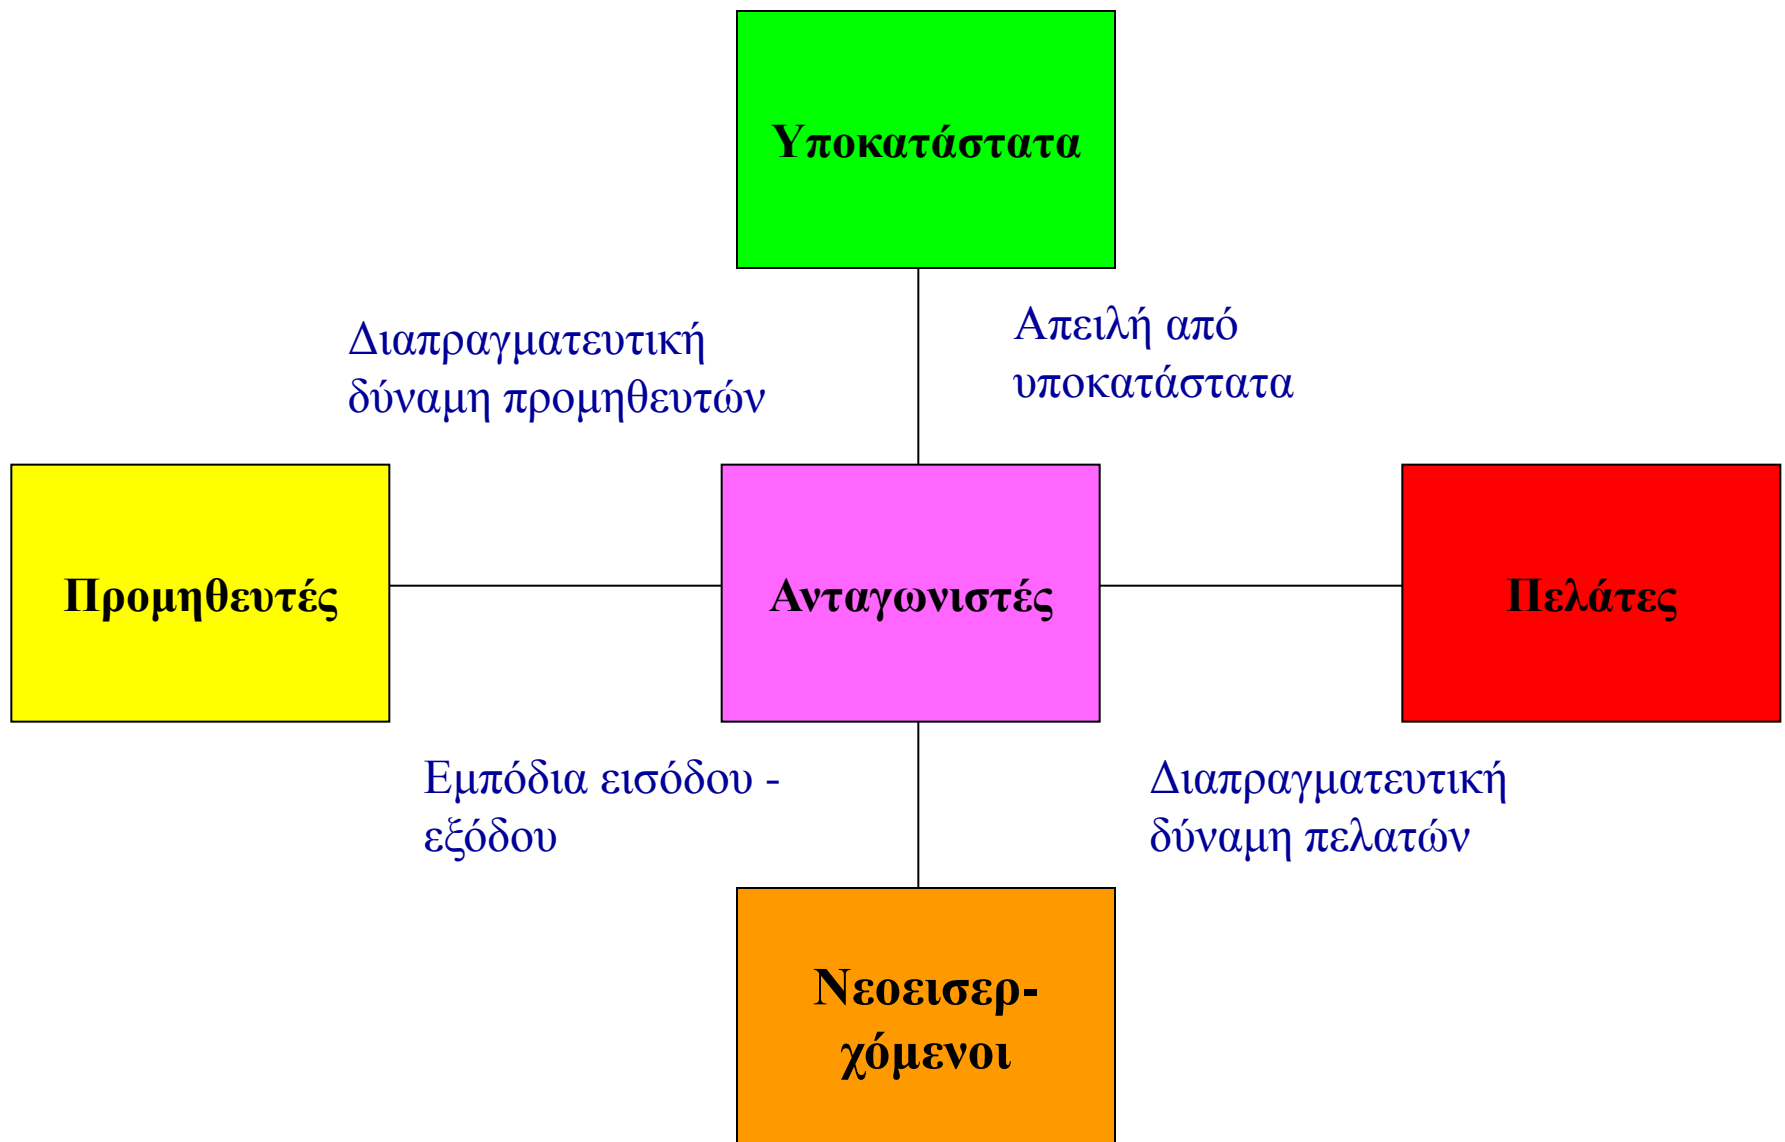 Υποκατάστατα
Διαπραγματευτική
δύναμη προμηθευτών
Απειλή από
υποκατάστατα
Προμηθευτές
Ανταγωνιστές
Πελάτες
Εμπόδια εισόδου -
εξόδου
Διαπραγματευτική
δύναμη πελατών
Νεοεισερ-
χόμενοι